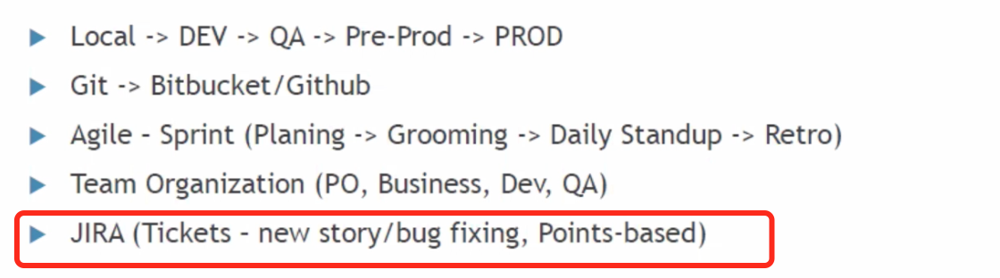 Local -> DEV -> QA -> Pre-Prod -> PROD
Git -> Bitbucket/Github
Agile – Sprint (Planing -> Grooming -> Daily Standup -> Retro)
Team Organization (PO, Business, Dev, QA)
JIRA (Tickets – new story/bug fixing, Points-based)